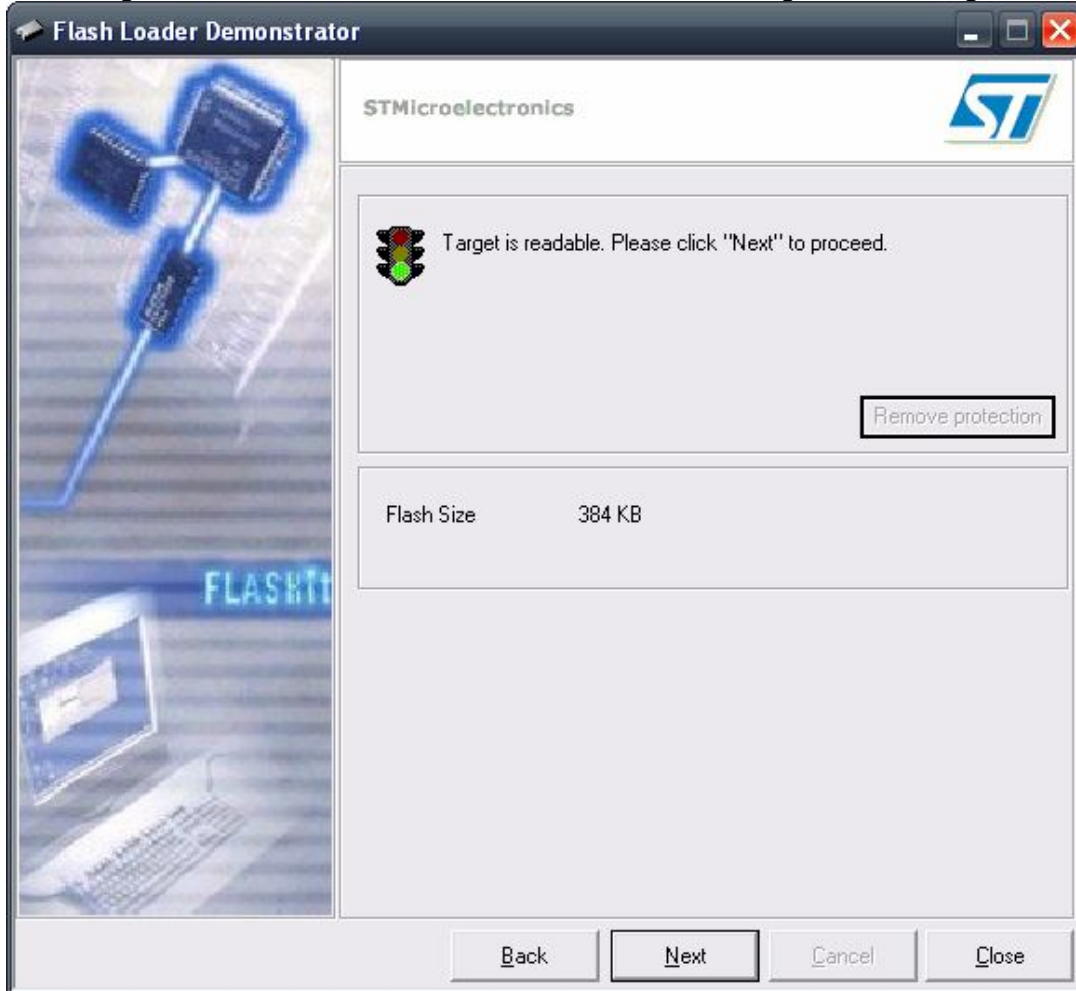 Flash Loader Demonstrator
STMicroelectronics
ST
Target is readable. Please click "Next" to proceed.
Remove protection
Flash Size 384 KB
FLASHIt
Back Next Cancel Close